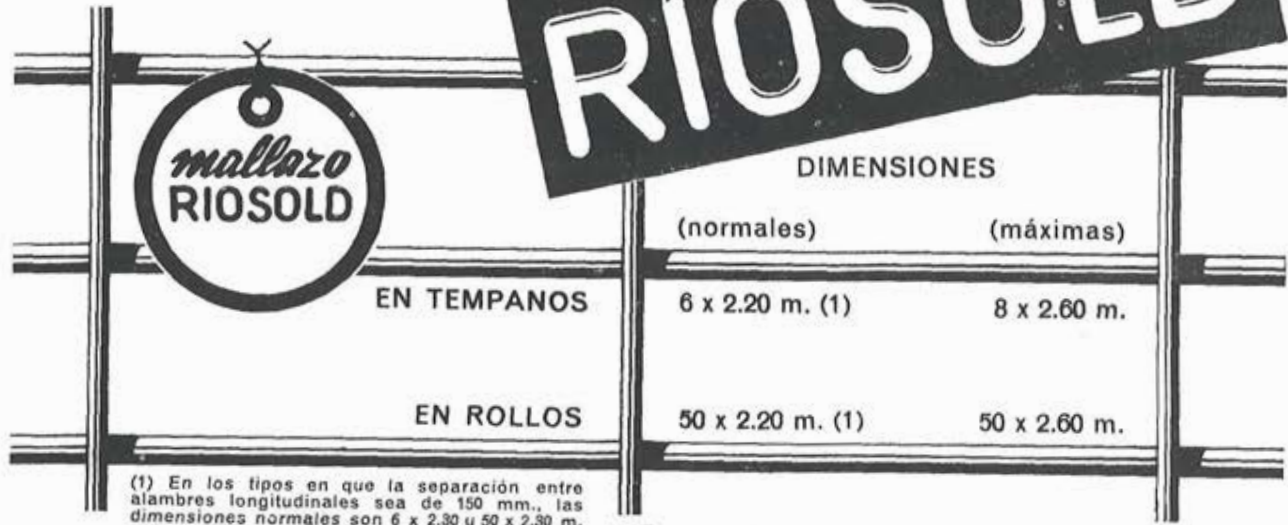 RIOSOLD
mallazo
RIOSOLD
DIMENSIONES
(normales) (máximas)
EN TEMPANOS 6 x 2.20 m. (1) 8 x 2.60 m.
EN ROLLOS 50 x 2.20 m. (1) 50 x 2.60 m.
(1) En los tipos en que la separación entre
alambres longitudinales sea de 150 mm., las
dimensiones normales son 6 x 2.30 y 50 x 2.30 m.